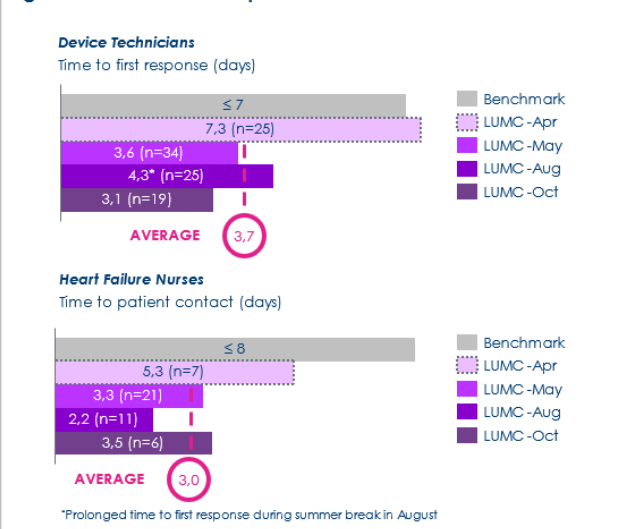 Device Technicians
Time to first response (days)
≤ 7
7,3 (n=25)
3,6 (n=34)
4,3* (n=25)
3,1 (n=19)
AVERAGE 3,7
Benchmark
LUMC-Apr
LUMC-May
LUMC-Aug
LUMC-Oct
Heart Failure Nurses
Time to patient contact (days)
≤ 8
5,3 (n=7)
3,3 (n=21)
2,2 (n=11)
3,5 (n=6)
AVERAGE 3,0
Benchmark
LUMC-Apr
LUMC-May
LUMC-Aug
LUMC-Oct
*Prolonged time to first response during summer break in August